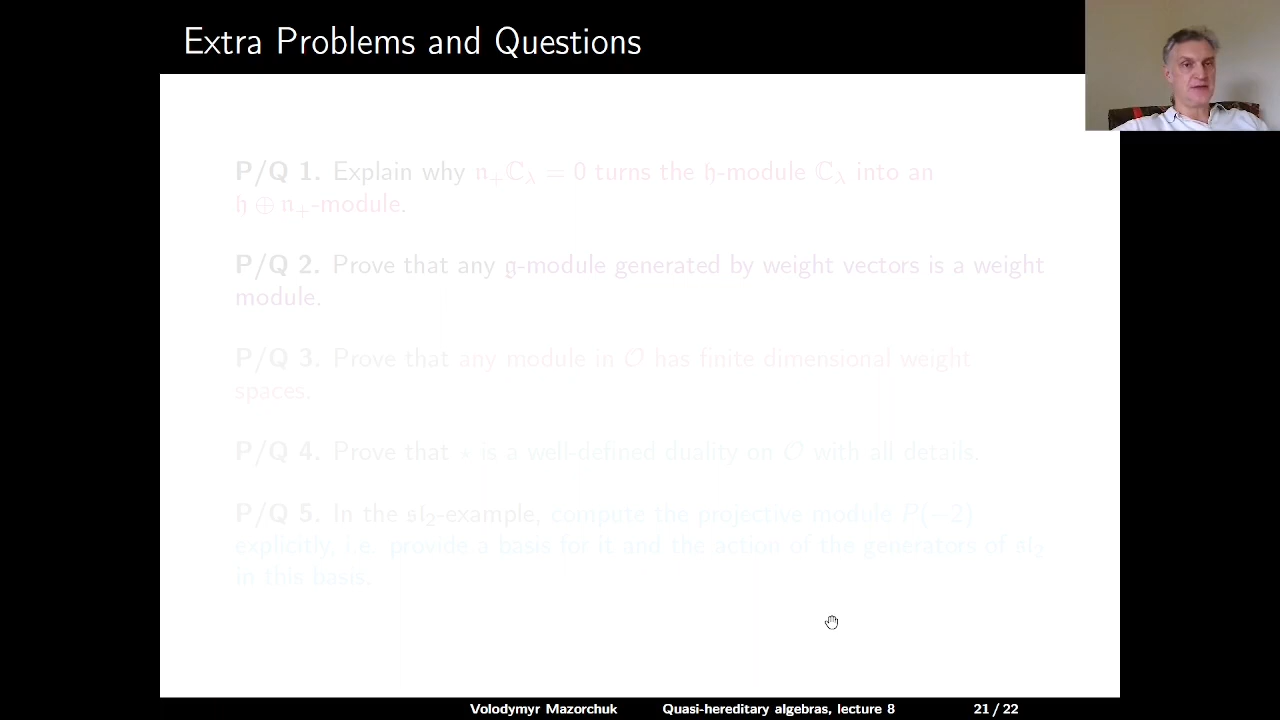 Extra Problems and Questions
P/Q 1. Explain why 𝔫₊ℂ_λ = 0 turns the 𝔥-module ℂ_λ into an
𝔥 ⊕ 𝔫₊-module.
P/Q 2. Prove that any 𝔤-module generated by weight vectors is a weight
module.
P/Q 3. Prove that any module in 𝒪 has finite dimensional weight
spaces.
P/Q 4. Prove that ⋆ is a well-defined duality on 𝒪 with all details.
P/Q 5. In the 𝔰𝔩₂-example, compute the projective module P(−2)
explicitly, i.e. provide a basis for it and the action of the generators of 𝔰𝔩₂
in this basis.
Volodymyr Mazorchuk Quasi-hereditary algebras, lecture 8 21 / 22